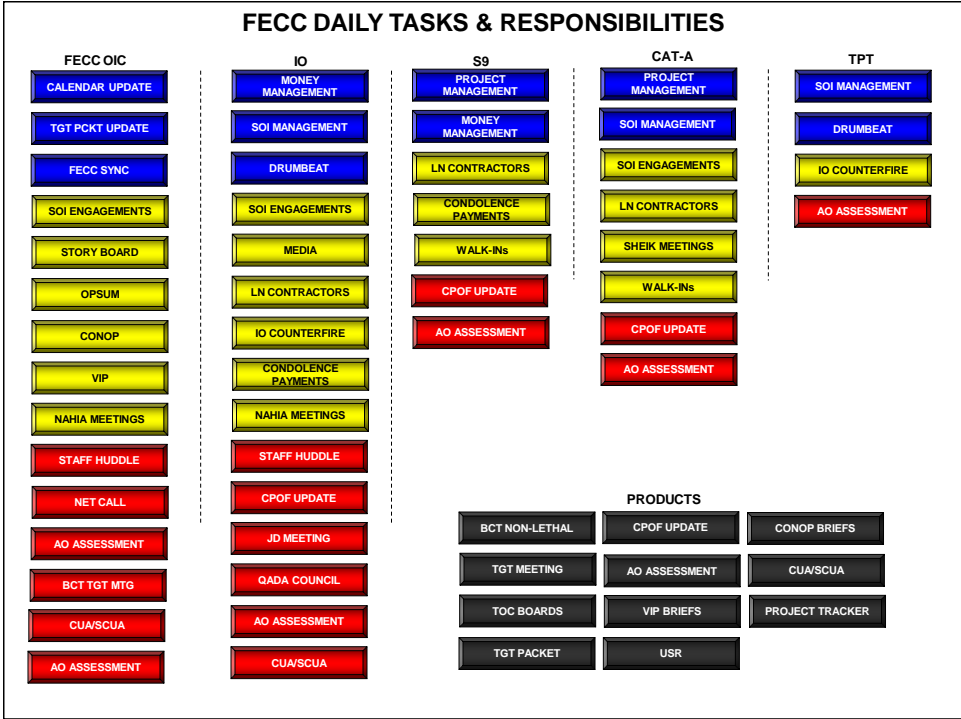 FECC DAILY TASKS & RESPONSIBILITIES
FECC OIC
CALENDAR UPDATE
TGT PCKT UPDATE
FECC SYNC
SOI ENGAGEMENTS
STORY BOARD
OPSUM
CONOP
VIP
NAHIA MEETINGS
STAFF HUDDLE
NET CALL
AO ASSESSMENT
BCT TGT MTG
CUA/SCUA
AO ASSESSMENT
IO
MONEY
MANAGEMENT
SOI MANAGEMENT
DRUMBEAT
SOI ENGAGEMENTS
MEDIA
LN CONTRACTORS
IO COUNTERFIRE
CONDOLENCE
PAYMENTS
NAHIA MEETINGS
STAFF HUDDLE
CPOF UPDATE
JD MEETING
QADA COUNCIL
AO ASSESSMENT
CUA/SCUA
S9
PROJECT
MANAGEMENT
MONEY
MANAGEMENT
LN CONTRACTORS
CONDOLENCE
PAYMENTS
WALK-INs
CPOF UPDATE
AO ASSESSMENT
CAT-A
PROJECT
MANAGEMENT
SOI MANAGEMENT
SOI ENGAGEMENTS
LN CONTRACTORS
SHEIK MEETINGS
WALK-INs
CPOF UPDATE
AO ASSESSMENT
TPT
SOI MANAGEMENT
DRUMBEAT
IO COUNTERFIRE
AO ASSESSMENT
PRODUCTS
BCT NON-LETHAL
TGT MEETING
TOC BOARDS
TGT PACKET
CPOF UPDATE
AO ASSESSMENT
VIP BRIEFS
USR
CONOP BRIEFS
CUA/SCUA
PROJECT TRACKER